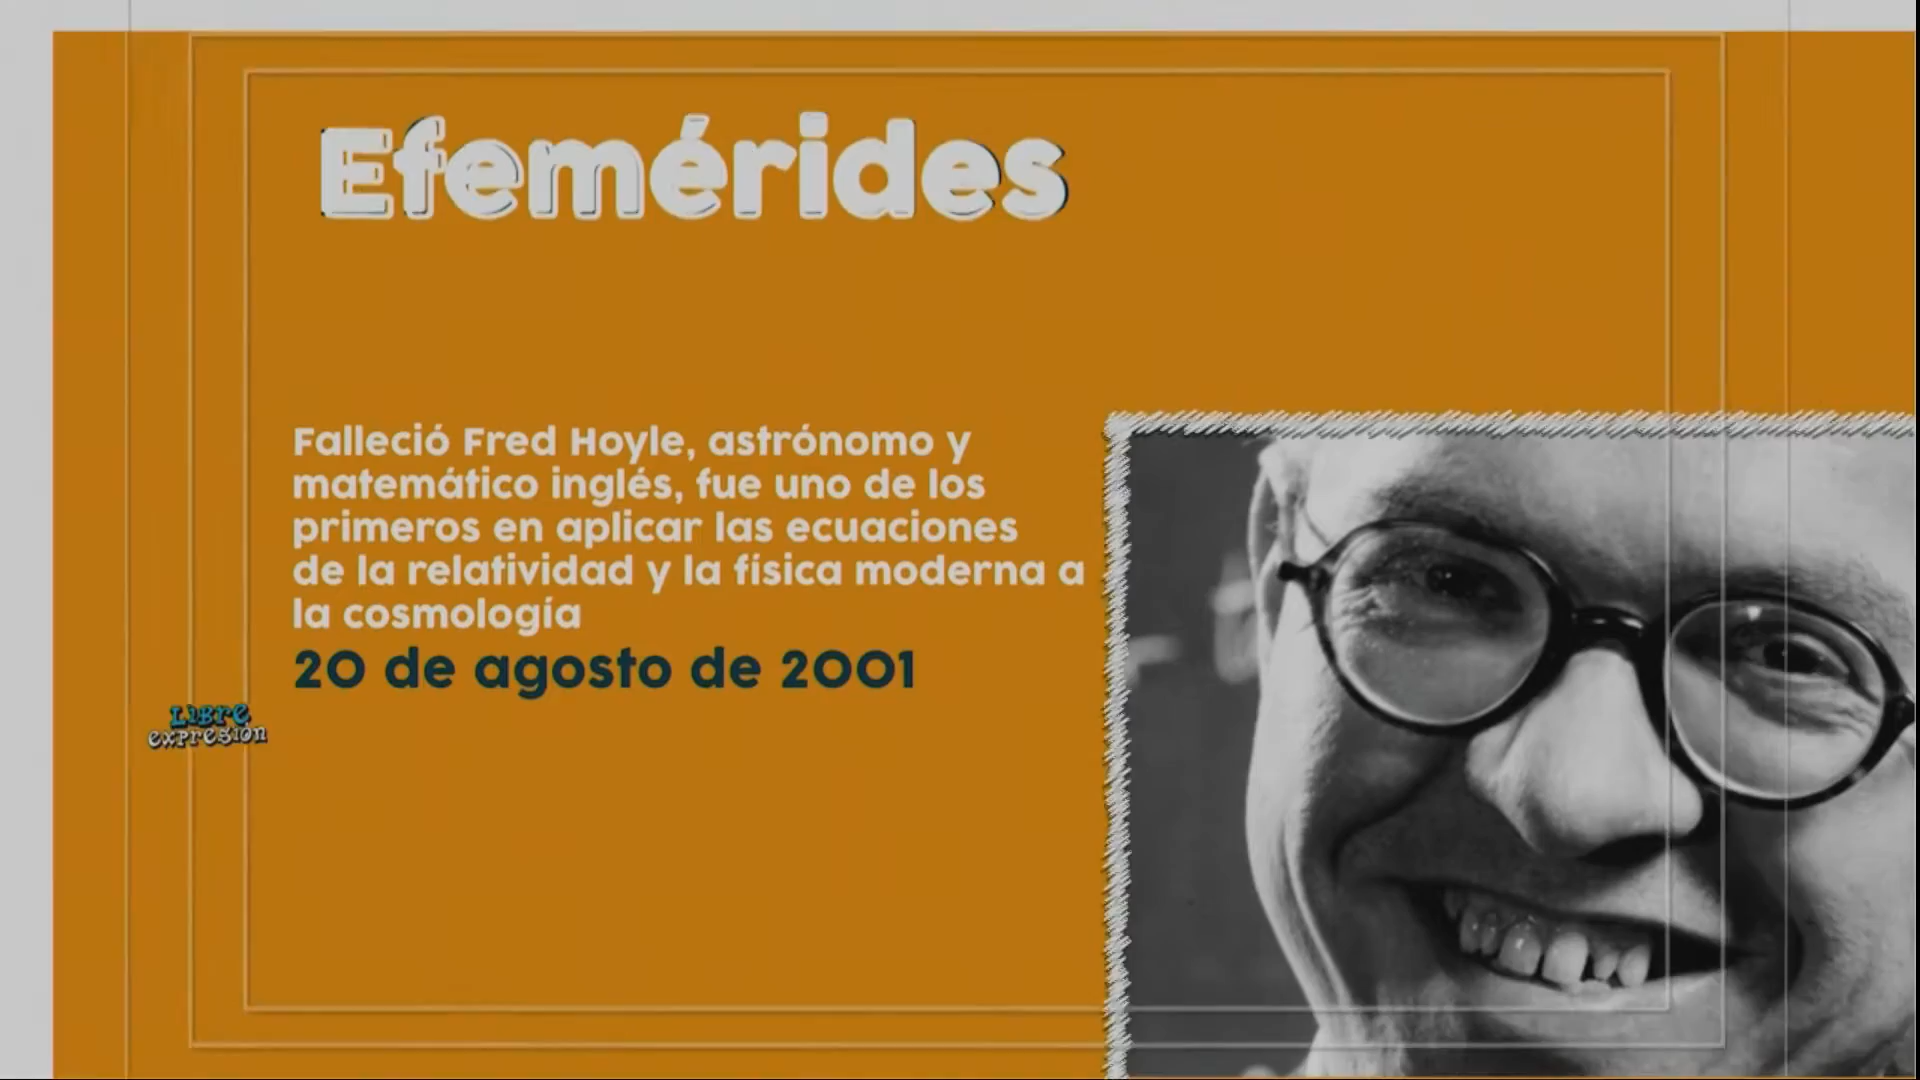 Efemérides
Falleció Fred Hoyle, astrónomo y
matemático inglés, fue uno de los
primeros en aplicar las ecuaciones
de la relatividad y la física moderna a
la cosmología
20 de agosto de 2001
Libre
expresión